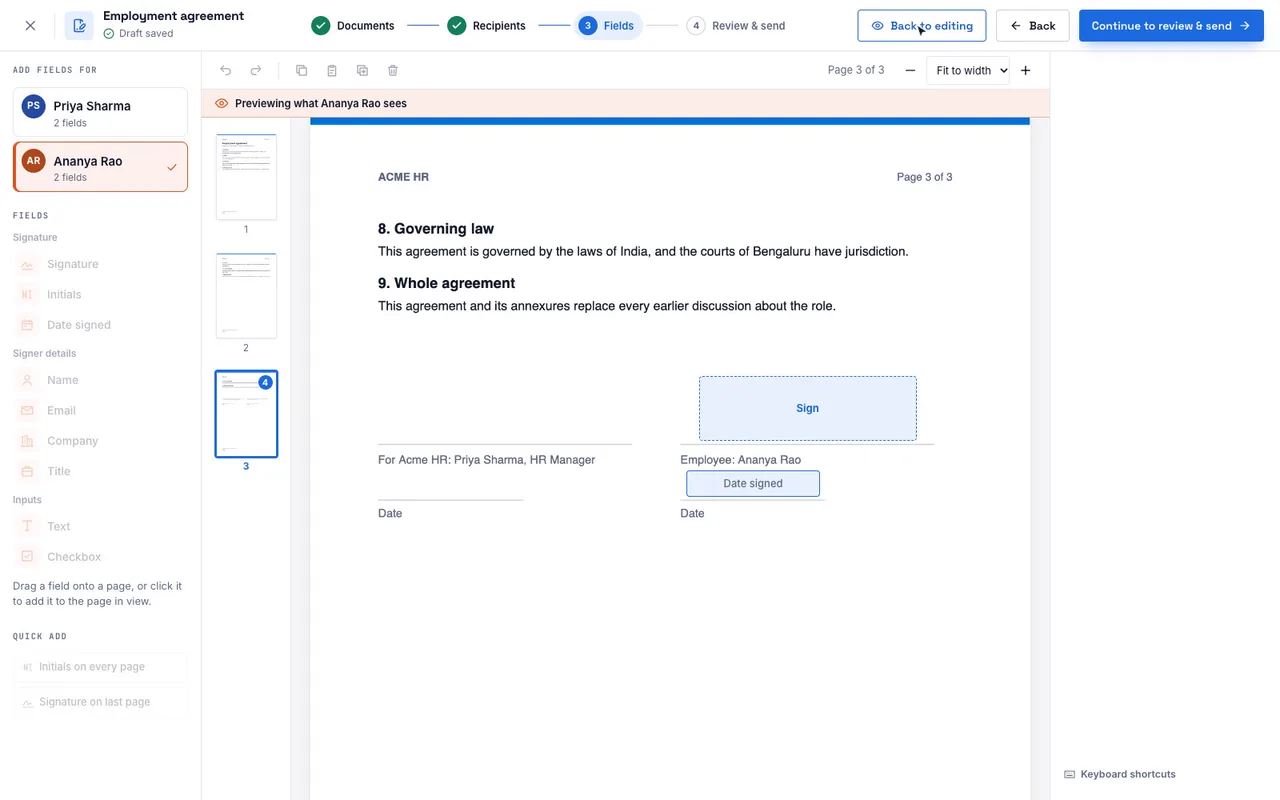 Employment agreement
Draft saved
Documents
Recipients
3 Fields
4 Review & send
Back to editing
Back
Continue to review & send
ADD FIELDS FOR
PS
Priya Sharma
2 fields
AR
Ananya Rao
2 fields
FIELDS
Signature
Signature
Initials
Date signed
Signer details
Name
Email
Company
Title
Inputs
Text
Checkbox
Drag a field onto a page, or click it
to add it to the page in view.
QUICK ADD
Initials on every page
Signature on last page
Page 3 of 3
Fit to width
Previewing what Ananya Rao sees
1
2
4
3
ACME HR
Page 3 of 3
8. Governing law
This agreement is governed by the laws of India, and the courts of Bengaluru have jurisdiction.
9. Whole agreement
This agreement and its annexures replace every earlier discussion about the role.
Sign
For Acme HR: Priya Sharma, HR Manager
Employee: Ananya Rao
Date signed
Date
Date
Keyboard shortcuts